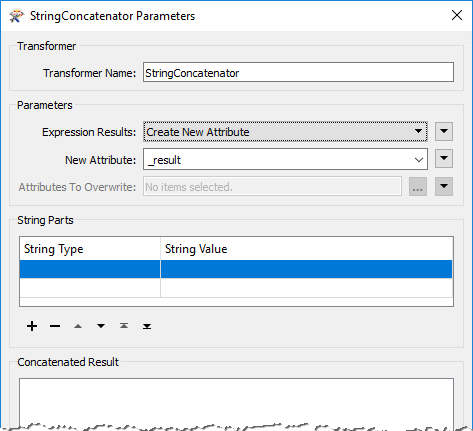 StringConcatenator Parameters
Transformer
Transformer Name: StringConcatenator
Parameters
Expression Results: Create New Attribute
New Attribute: _result
Attributes To Overwrite: No items selected. ...
String Parts
String Type String Value
Concatenated Result